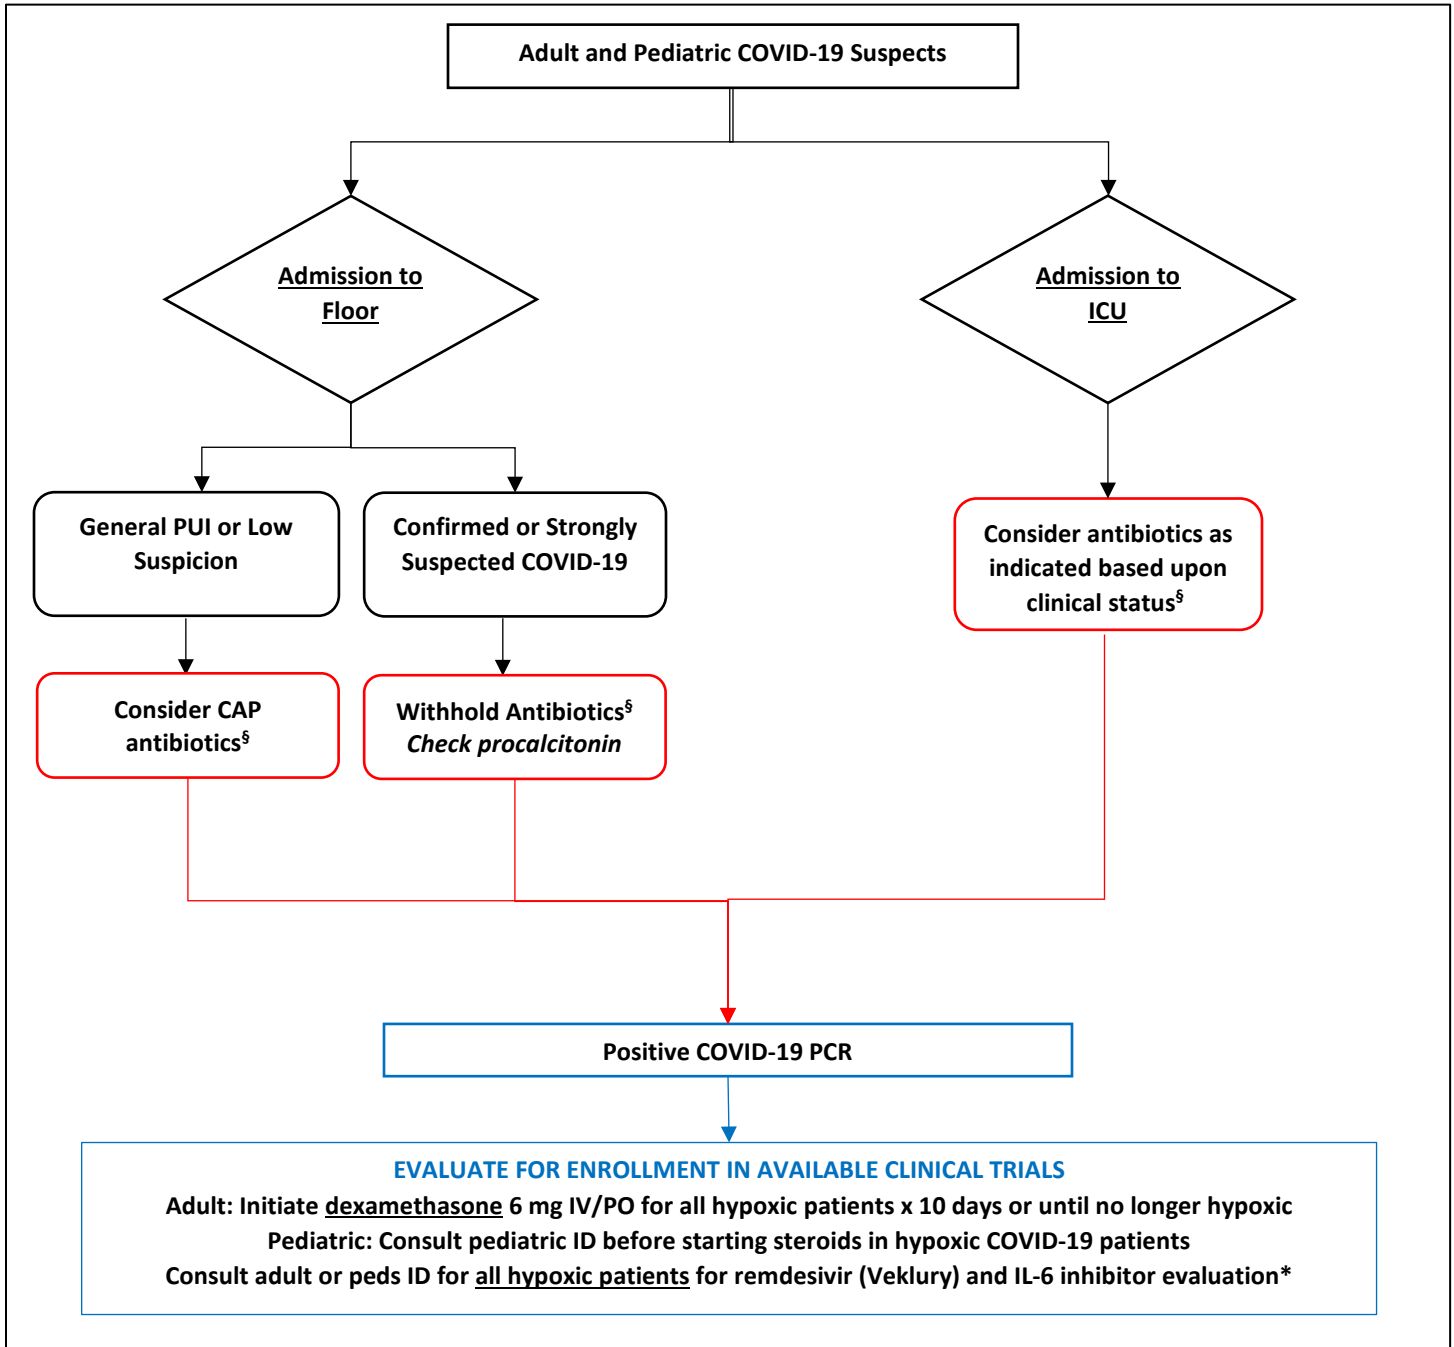 Adult and Pediatric COVID-19 Suspects
Admission to
Floor
Admission to
ICU
General PUI or Low
Suspicion
Confirmed or Strongly
Suspected COVID-19
Consider antibiotics as
indicated based upon
clinical status§
Consider CAP
antibiotics§
Withhold Antibiotics§
Check procalcitonin
Positive COVID-19 PCR
EVALUATE FOR ENROLLMENT IN AVAILABLE CLINICAL TRIALS
Adult: Initiate dexamethasone 6 mg IV/PO for all hypoxic patients x 10 days or until no longer hypoxic
Pediatric: Consult pediatric ID before starting steroids in hypoxic COVID-19 patients
Consult adult or peds ID for all hypoxic patients for remdesivir (Veklury) and IL-6 inhibitor evaluation*